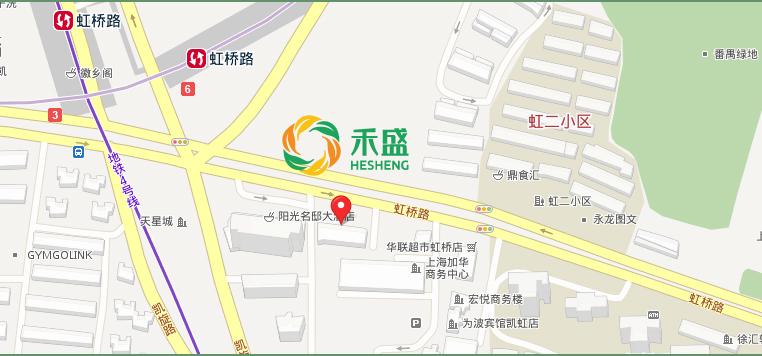 虹桥路
虹桥路
徽乡阁
番禺绿地
6
3
虹二小区
禾盛
HESHENG
地铁4号线
鼎食汇
虹二小区
永龙图文
天星城
阳光名邸大酒店
虹桥路
华联超市虹桥店
GYMGOLINK
上海加华
商务中心
宏悦商务楼
虹桥路
ATM
P
为波宾馆凯虹店
凯旋路
凯旋路
徐汇